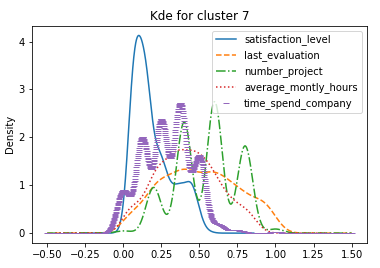 Kde for cluster 7
satisfaction_level
last_evaluation
number_project
average_montly_hours
time_spend_company
Density
4
3
2
1
0
-0.50 -0.25 0.00 0.25 0.50 0.75 1.00 1.25 1.50